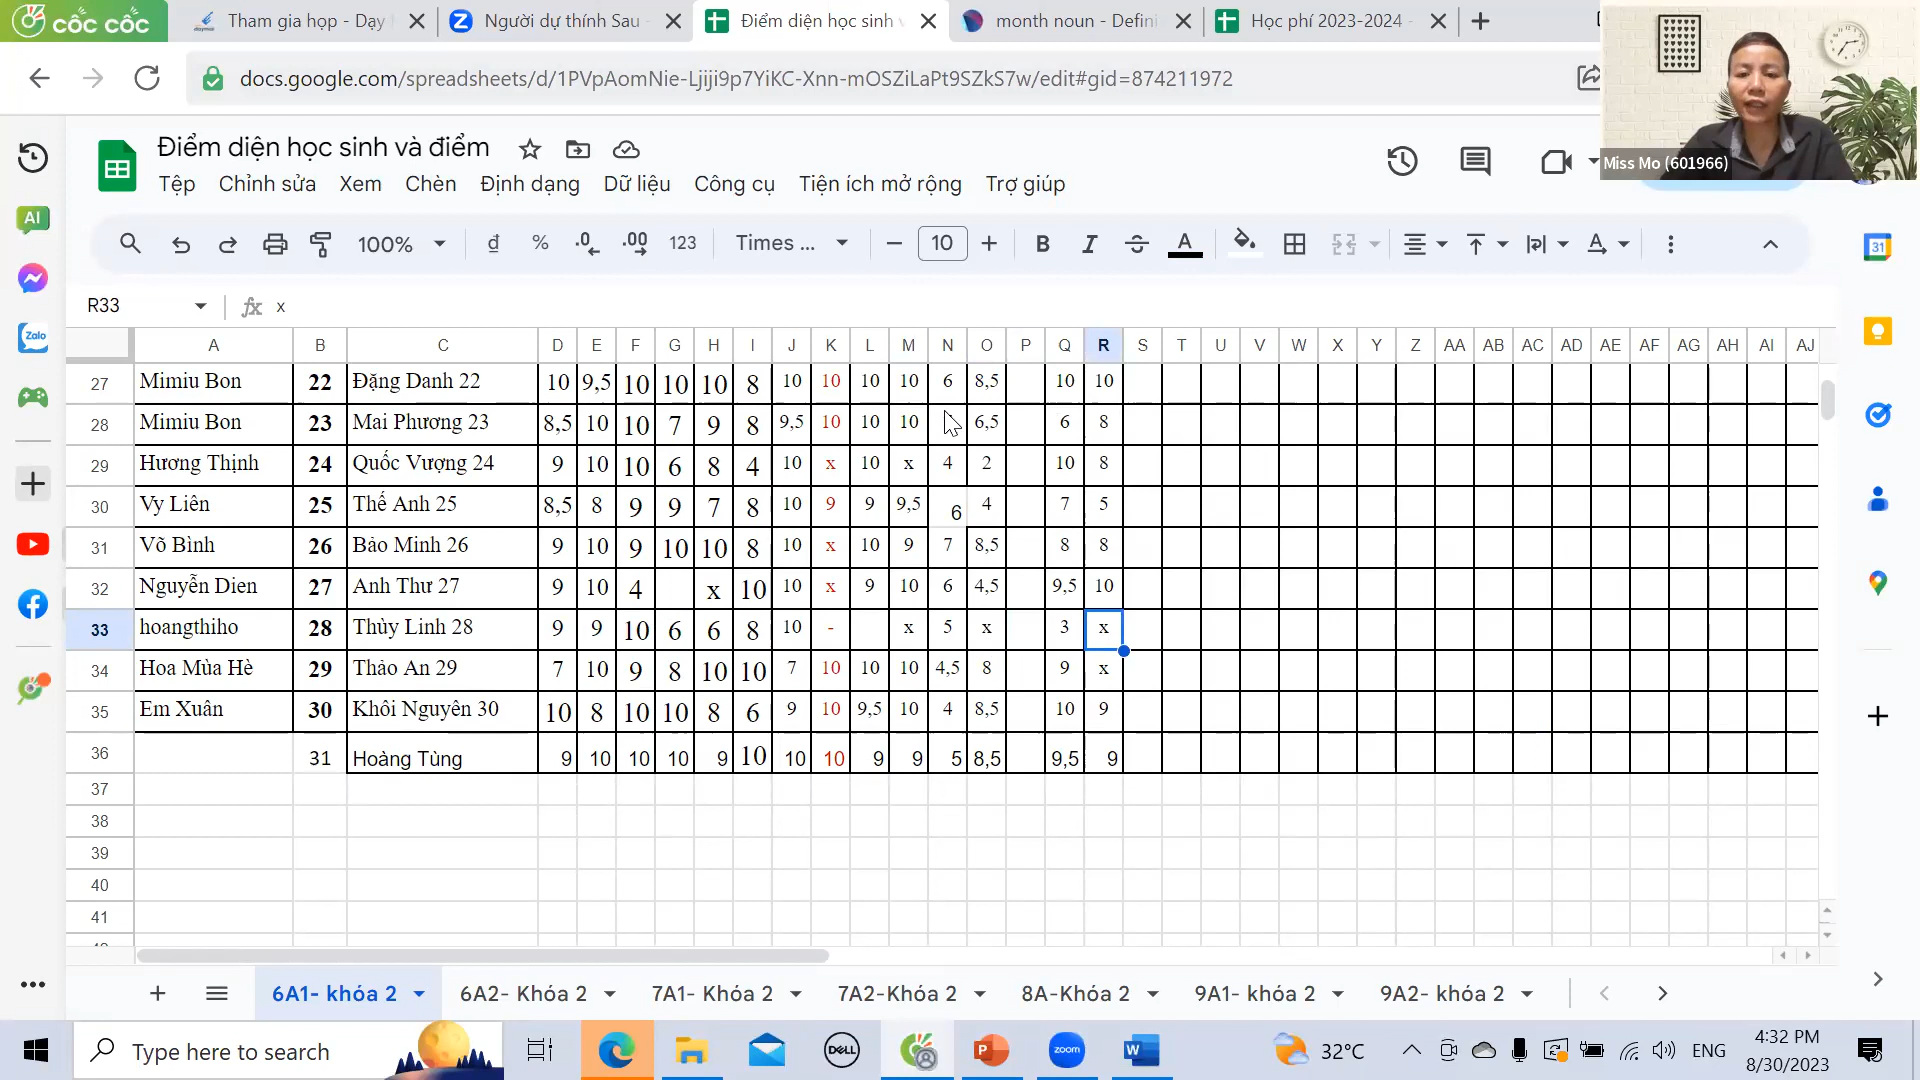 cốc cốc
Tham gia họp - Dạy
Người dự thính Sau -
Điểm diện học sinh v
month noun - Defini
Học phí 2023-2024 -
docs.google.com/spreadsheets/d/1PVpAomNie-Ljiji9p7YiKC-Xnn-mOSZiLaPt9SZkS7w/edit#gid=874211972
Miss Mo (601966)
Điểm diện học sinh và điểm
Tệp Chỉnh sửa Xem Chèn Định dạng Dữ liệu Công cụ Tiện ích mở rộng Trợ giúp
100% đ % .0 .00 123 Times ... 10 B I A
R33 fx x
A B C D E F G H I J K L M N O P Q R S T U V W X Y Z AA AB AC AD AE AF AG AH AI AJ
27 Mimiu Bon 22 Đặng Danh 22 10 9,5 10 10 10 8 10 10 10 10 6 8,5 10 10
28 Mimiu Bon 23 Mai Phương 23 8,5 10 10 7 9 8 9,5 10 10 10 6,5 6 8
29 Hương Thịnh 24 Quốc Vượng 24 9 10 10 6 8 4 10 x 10 x 4 2 10 8
30 Vy Liên 25 Thế Anh 25 8,5 8 9 9 7 8 10 9 9 9,5 6 4 7 5
31 Võ Bình 26 Bảo Minh 26 9 10 9 10 10 8 10 x 10 9 7 8,5 8 8
32 Nguyễn Dien 27 Anh Thư 27 9 10 4 x 10 10 x 9 10 6 4,5 9,5 10
33 hoangthiho 28 Thùy Linh 28 9 9 10 6 6 8 10 - x 5 x 3 x
34 Hoa Mùa Hè 29 Thảo An 29 7 10 9 8 10 10 7 10 10 10 4,5 8 9 x
35 Em Xuân 30 Khôi Nguyên 30 10 8 10 10 8 6 9 10 9,5 10 4 8,5 10 9
36 31 Hoàng Tùng 9 10 10 10 9 10 10 10 9 9 5 8,5 9,5 9
37
38
39
40
41
6A1- khóa 2 6A2- Khóa 2 7A1- Khóa 2 7A2-Khóa 2 8A-Khóa 2 9A1- khóa 2 9A2- khóa 2
AI
Zalo
31
Type here to search
DELL
P
zoom
W
32°C
ENG
4:32 PM
8/30/2023